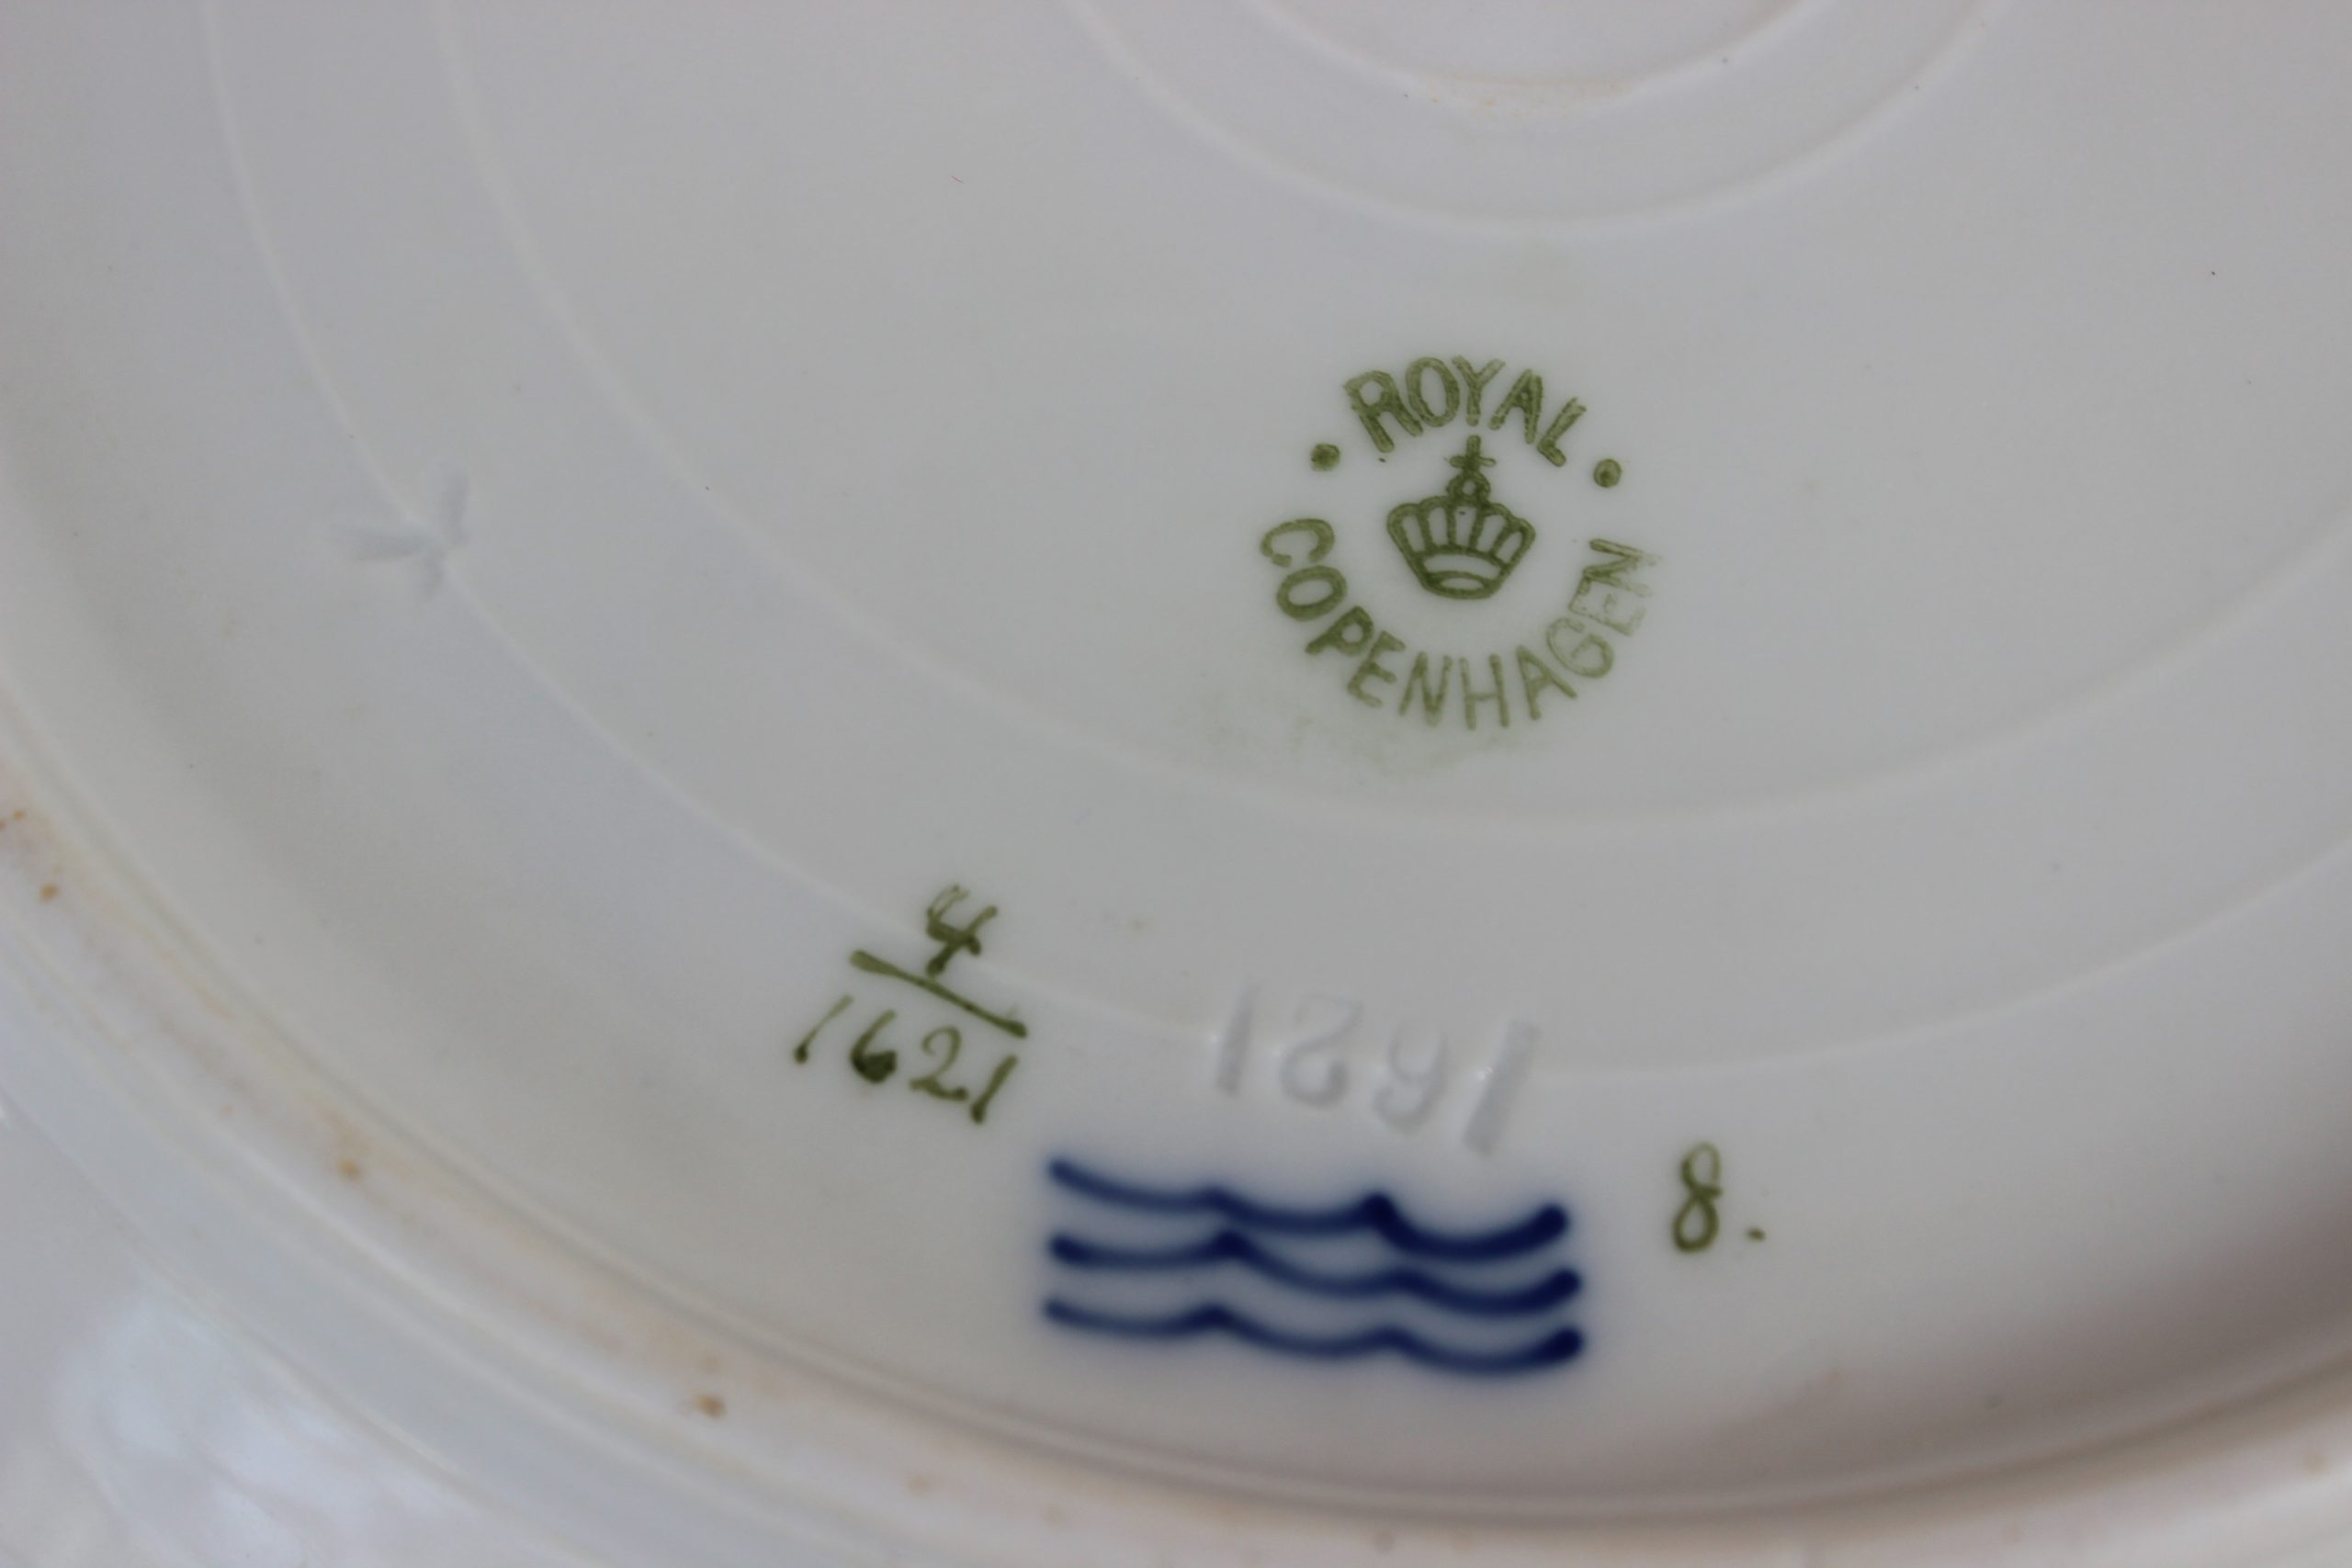 · ROYAL ·
COPENHAGEN
4
1621
1621
8.